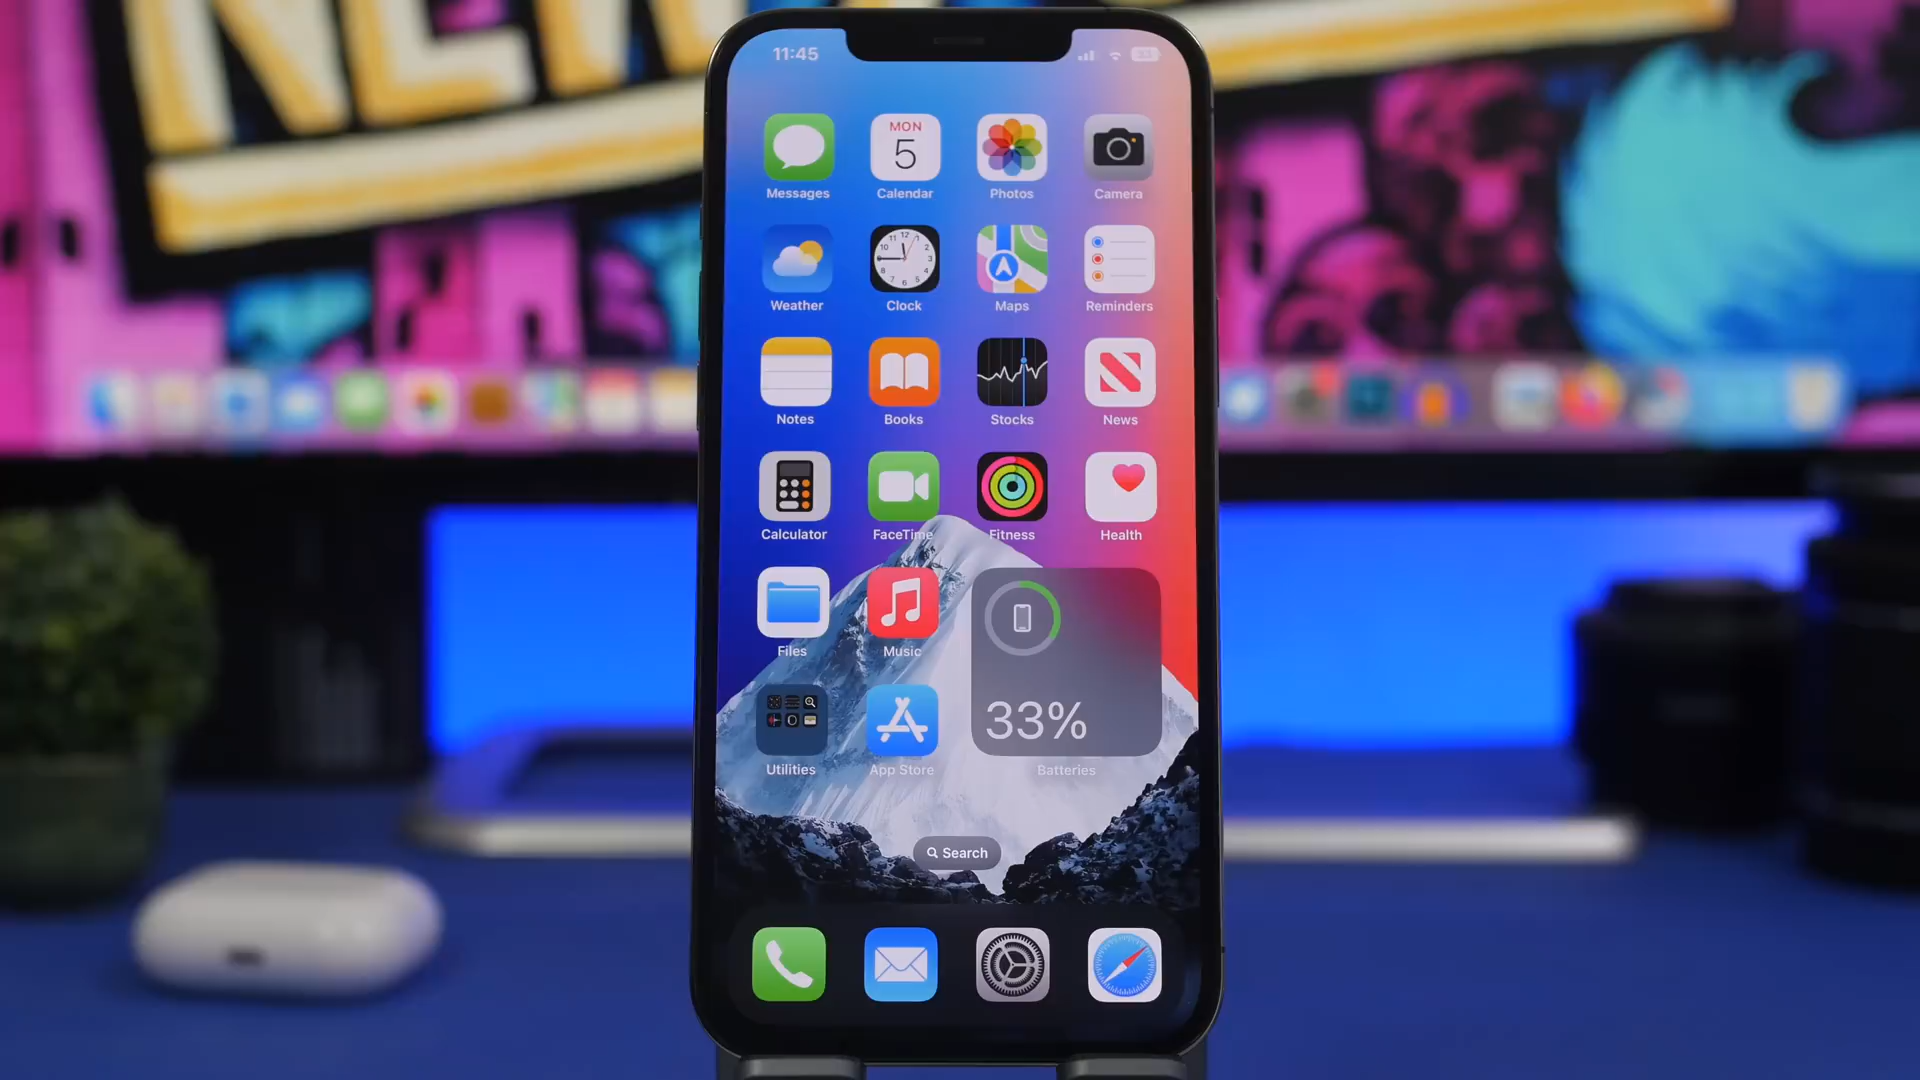 NEW
11:45
MON
5
Messages
Calendar
Photos
Camera
Weather
Clock
Maps
Reminders
Notes
Books
Stocks
News
Calculator
FaceTime
Fitness
Health
Files
Music
33%
Utilities
App Store
Batteries
Search